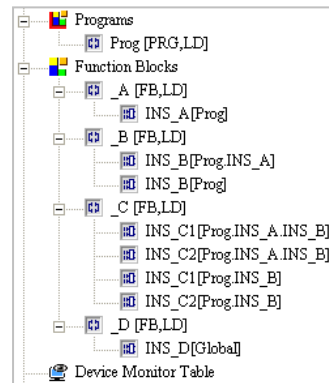 Programs
Prog [PRG,LD]
Function Blocks
_A [FB,LD]
INS_A[Prog]
_B [FB,LD]
INS_B[Prog.INS_A]
INS_B[Prog]
_C [FB,LD]
INS_C1[Prog.INS_A.INS_B]
INS_C2[Prog.INS_A.INS_B]
INS_C1[Prog.INS_B]
INS_C2[Prog.INS_B]
_D [FB,LD]
INS_D[Global]
Device Monitor Table